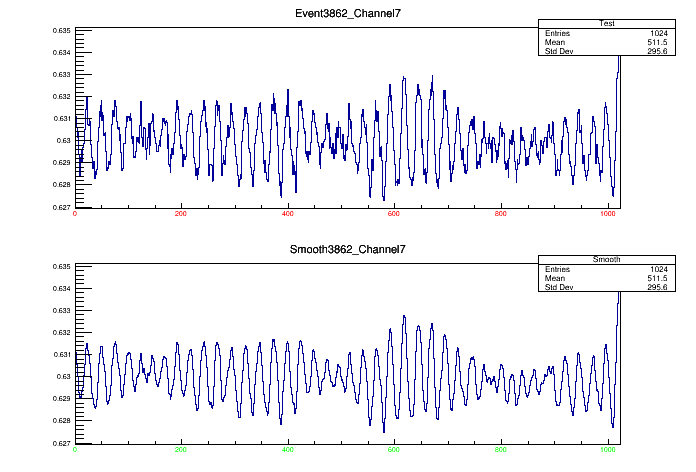 Event3862_Channel7
Test
Entries 1024
Mean 511.5
Std Dev 295.6
0.635
0.634
0.633
0.632
0.631
0.63
0.629
0.628
0.627
0 200 400 600 800 1000
Smooth3862_Channel7
Smooth
Entries 1024
Mean 511.5
Std Dev 295.6
0.635
0.634
0.633
0.632
0.631
0.63
0.629
0.628
0.627
0 200 400 600 800 1000